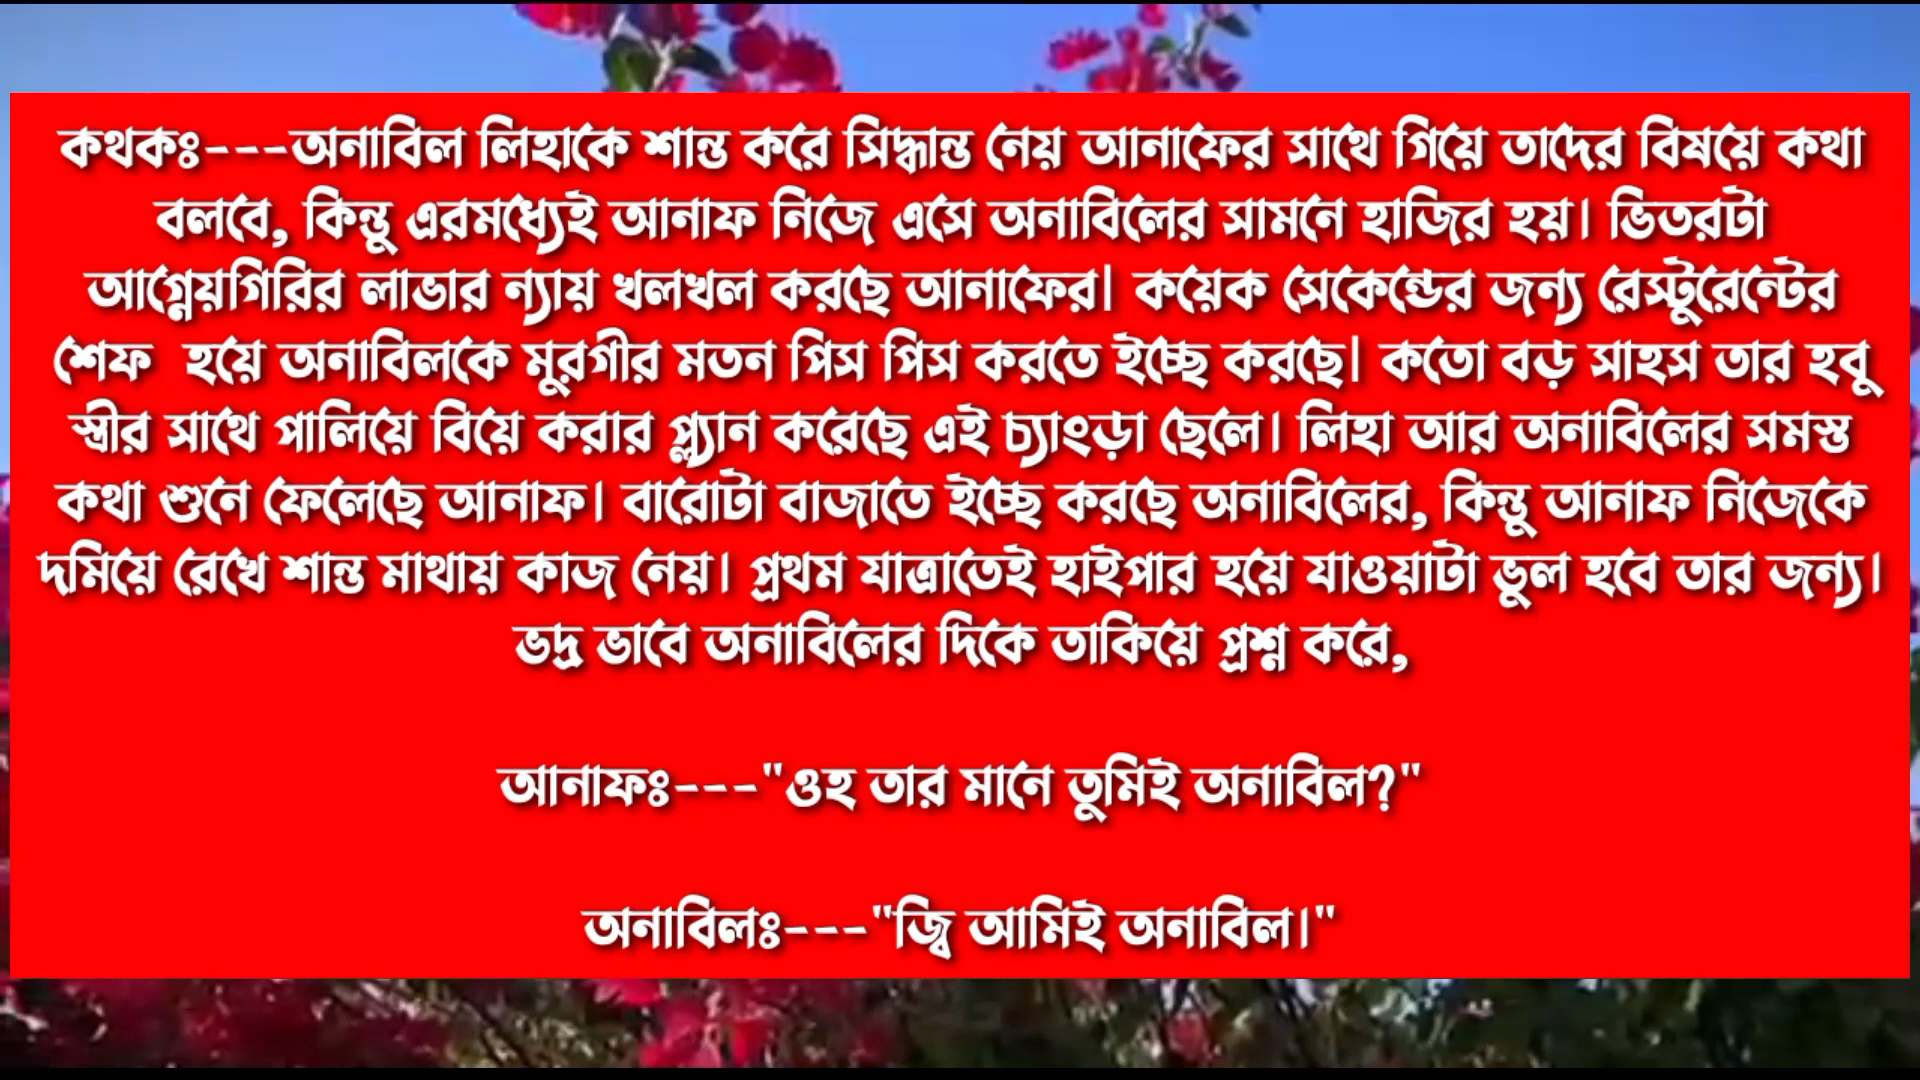 কথকঃ---অনাবিল লিহাকে শান্ত করে সিদ্ধান্ত নেয় আনাফের সাথে গিয়ে তাদের বিষয়ে কথা
বলবে, কিন্তু এরমধ্যেই আনাফ নিজে এসে অনাবিলের সামনে হাজির হয়। ভিতরটা
আগ্নেয়গিরির লাভার ন্যায় খলখল করছে আনাফের। কয়েক সেকেন্ডের জন্য রেস্টুরেন্টের
শেফ হয়ে অনাবিলকে মুরগীর মতন পিস পিস করতে ইচ্ছে করছে। কতো বড় সাহস তার হবু
স্ত্রীর সাথে পালিয়ে বিয়ে করার প্ল্যান করেছে এই চ্যাংড়া ছেলে। লিহা আর অনাবিলের সমস্ত
কথা শুনে ফেলেছে আনাফ। বারোটা বাজাতে ইচ্ছে করছে অনাবিলের, কিন্তু আনাফ নিজেকে
দমিয়ে রেখে শান্ত মাথায় কাজ নেয়। প্রথম যাত্রাতেই হাইপার হয়ে যাওয়াটা ভুল হবে তার জন্য।
ভদ্র ভাবে অনাবিলের দিকে তাকিয়ে প্রশ্ন করে,
আনাফঃ---"ওহ তার মানে তুমিই অনাবিল?"
অনাবিলঃ---"জ্বি আমিই অনাবিল।"